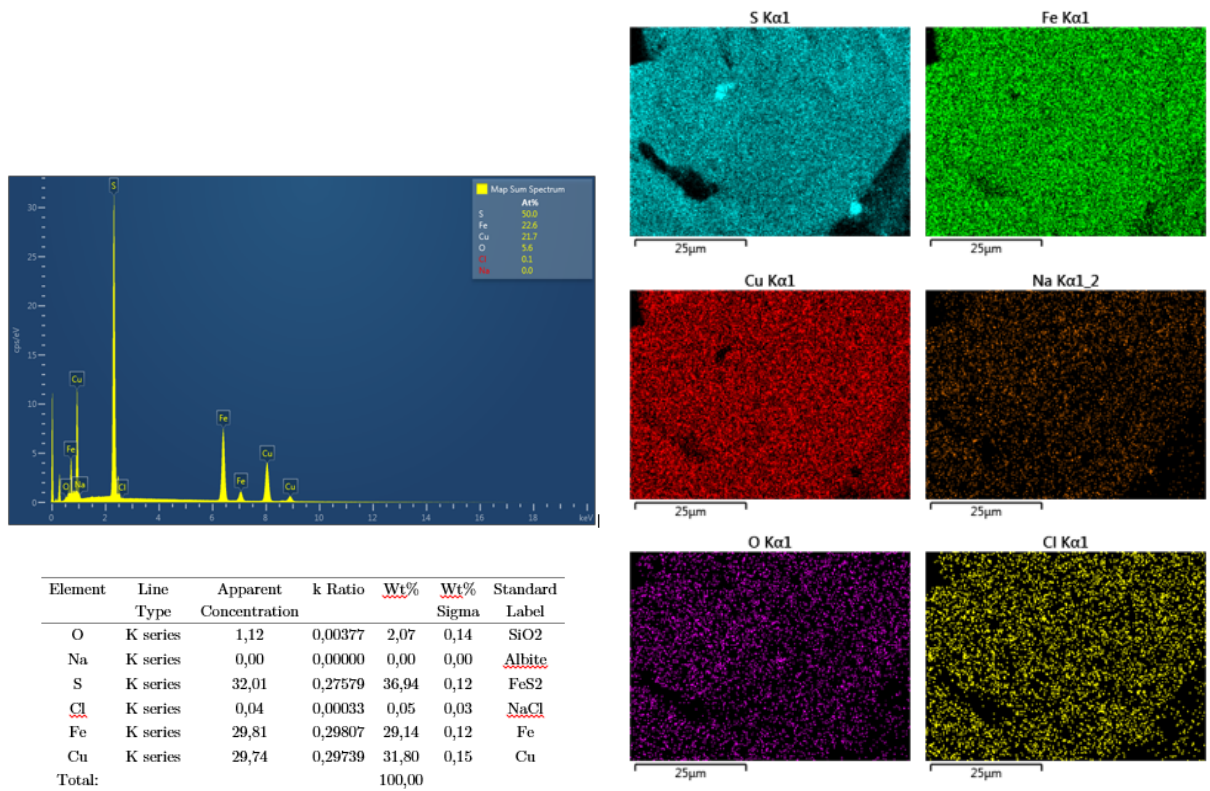 S Kα1
Fe Kα1
25µm
25µm
Map Sum Spectrum
At%
S 50.0
Fe 22.6
Cu 21.7
O 5.6
Cl 0.1
Na 0.0
cps/eV
30
25
20
15
10
5
0
S
Cu
Fe
O
Na
Cl
Fe
Fe
Cu
Cu
0 2 4 6 8 10 12 14 16 18 keV
Cu Kα1
Na Kα1_2
25µm
25µm
O Kα1
Cl Kα1
25µm
25µm
Element Line Apparent k Ratio Wt% Wt% Standard
Type Concentration Sigma Label
O K series 1,12 0,00377 2,07 0,14 SiO2
Na K series 0,00 0,00000 0,00 0,00 Albite
S K series 32,01 0,27579 36,94 0,12 FeS2
Cl K series 0,04 0,00033 0,05 0,03 NaCl
Fe K series 29,81 0,29807 29,14 0,12 Fe
Cu K series 29,74 0,29739 31,80 0,15 Cu
Total: 100,00